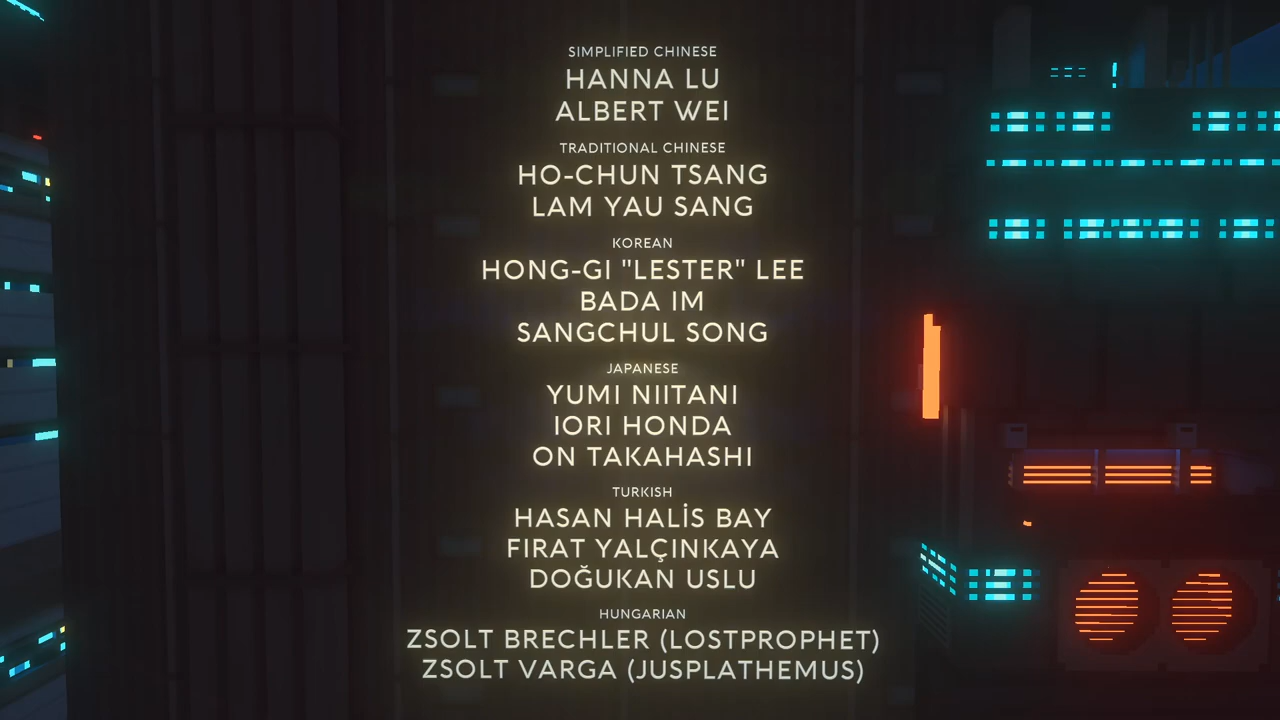 SIMPLIFIED CHINESE
HANNA LU
ALBERT WEI
TRADITIONAL CHINESE
HO-CHUN TSANG
LAM YAU SANG
KOREAN
HONG-GI "LESTER" LEE
BADA IM
SANGCHUL SONG
JAPANESE
YUMI NIITANI
IORI HONDA
ON TAKAHASHI
TURKISH
HASAN HALİS BAY
FIRAT YALÇINKAYA
DOĞUKAN USLU
HUNGARIAN
ZSOLT BRECHLER (LOSTPROPHET)
ZSOLT VARGA (JUSPLATHEMUS)